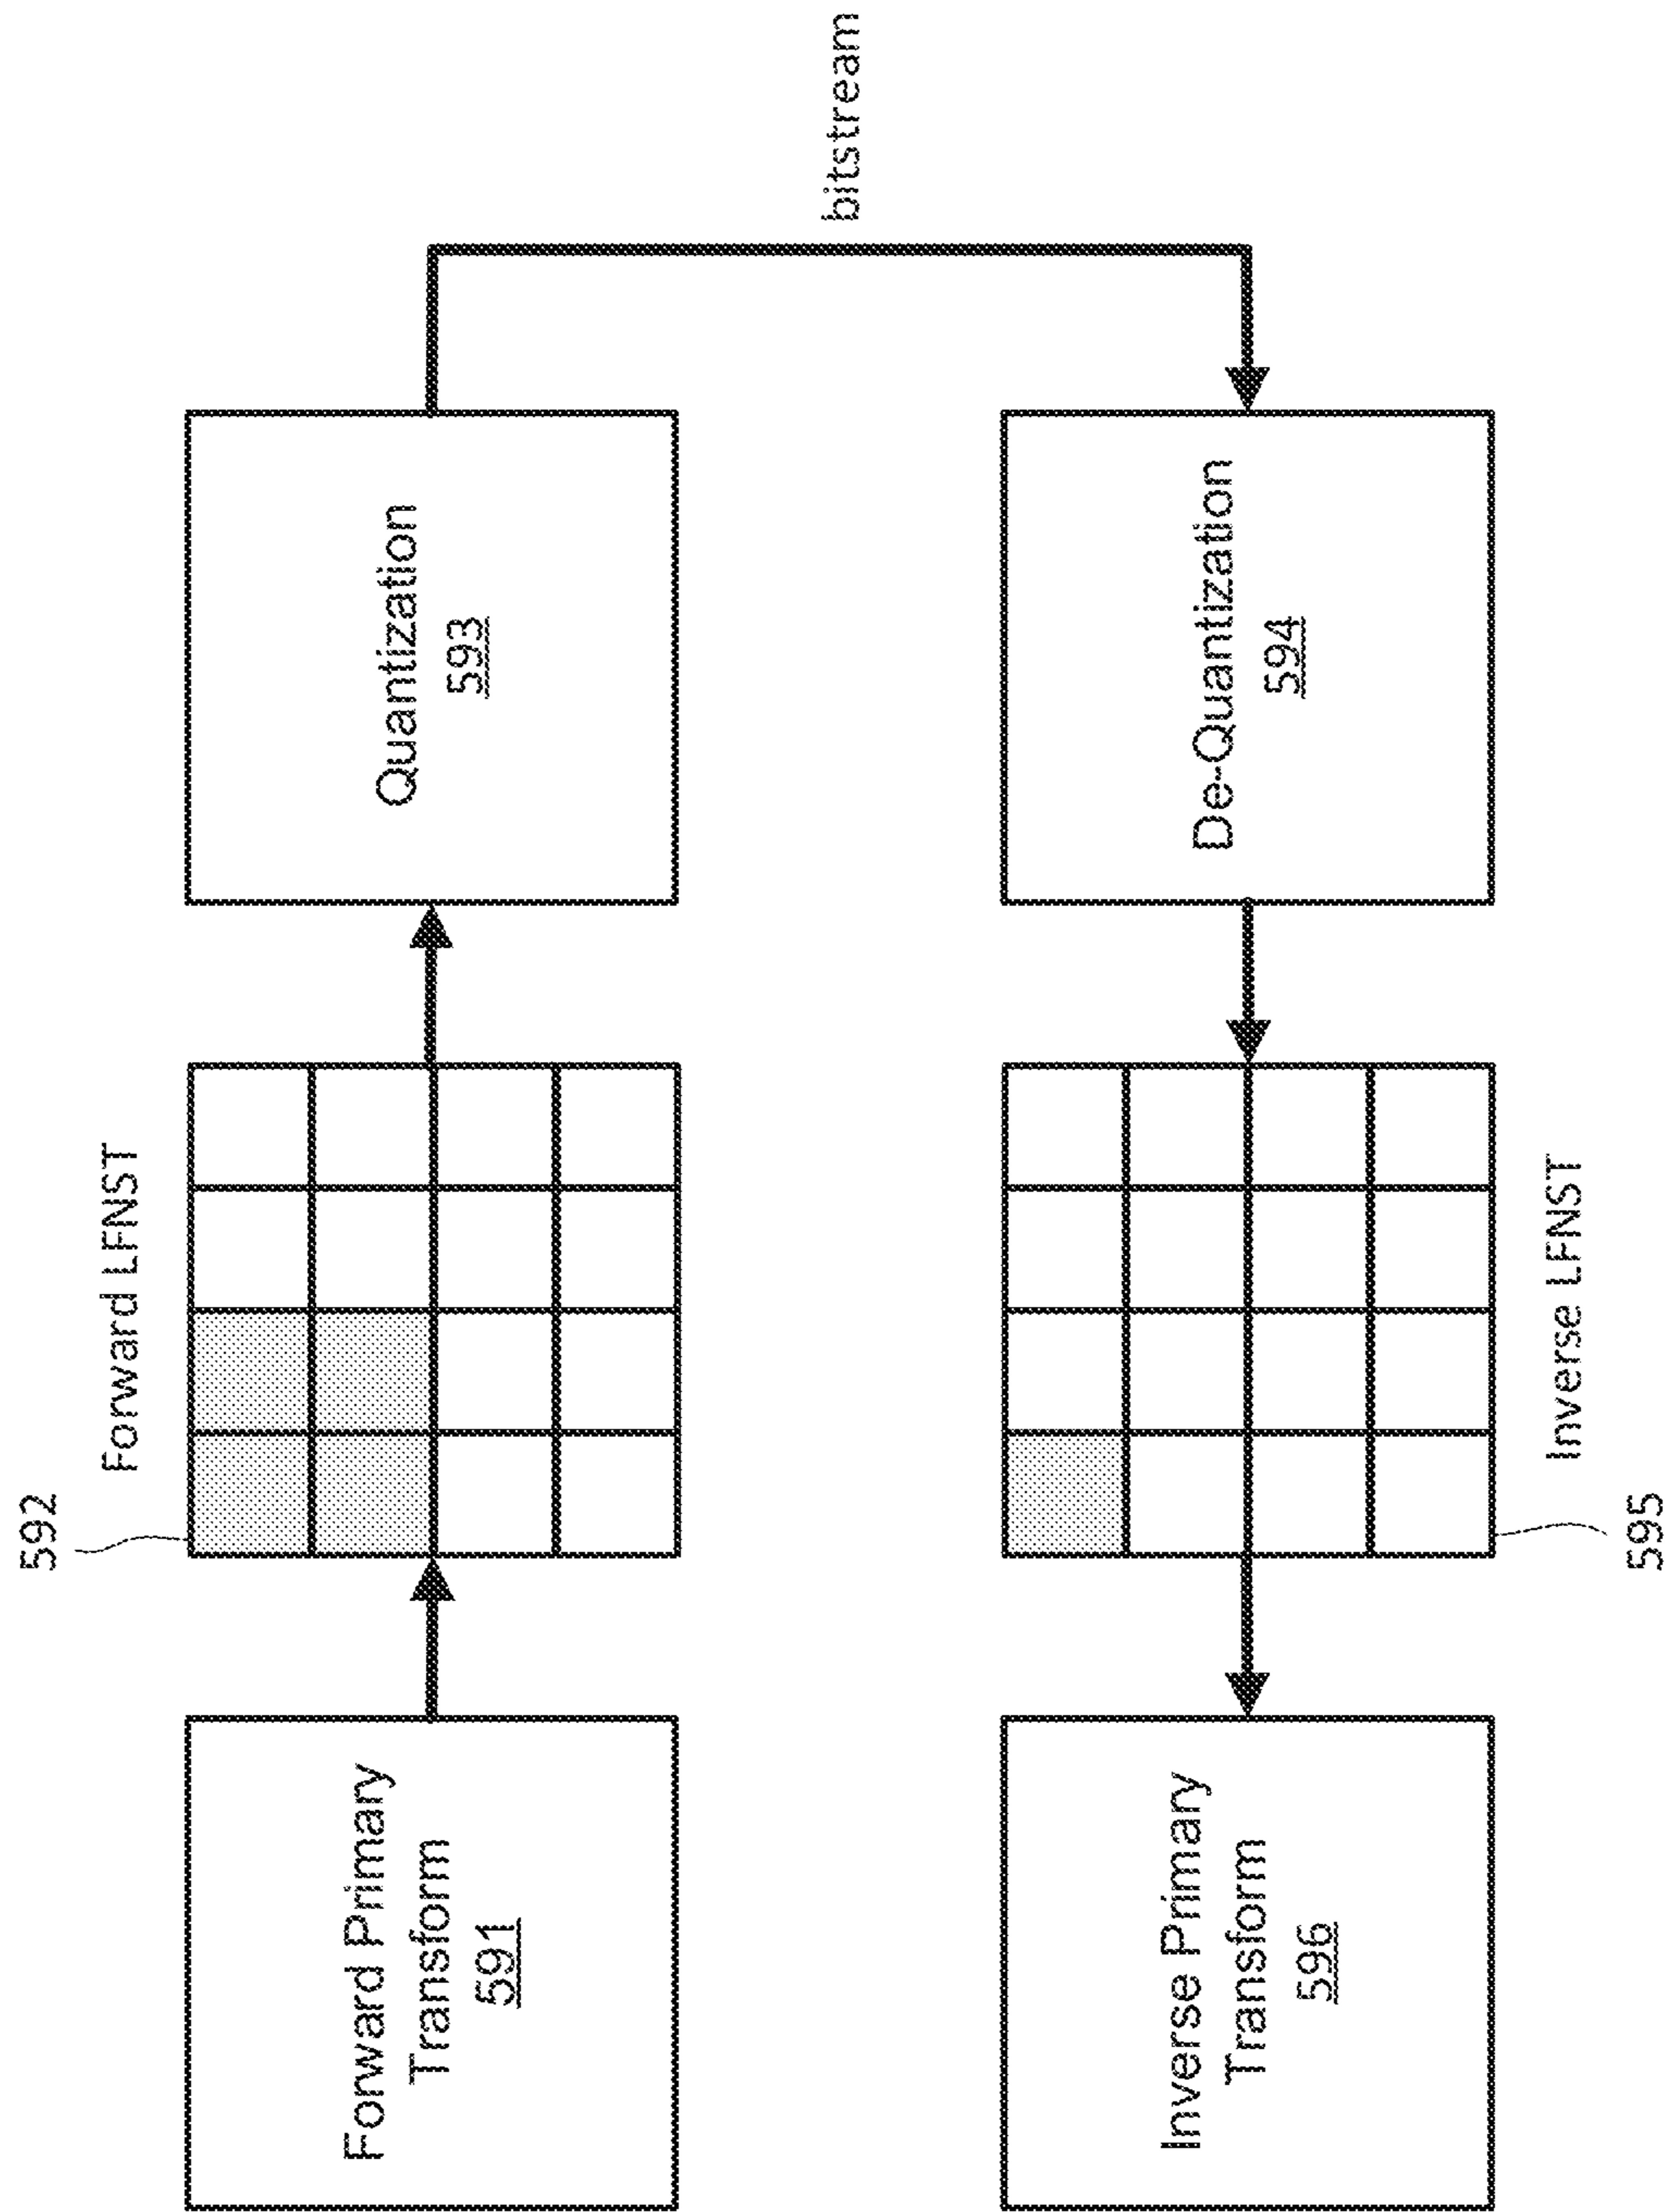 592
Forward LFNST
Forward Primary
Transform
591
Quantization
593
bitstream
Inverse Primary
Transform
596
De-Quantization
594
Inverse LFNST
595